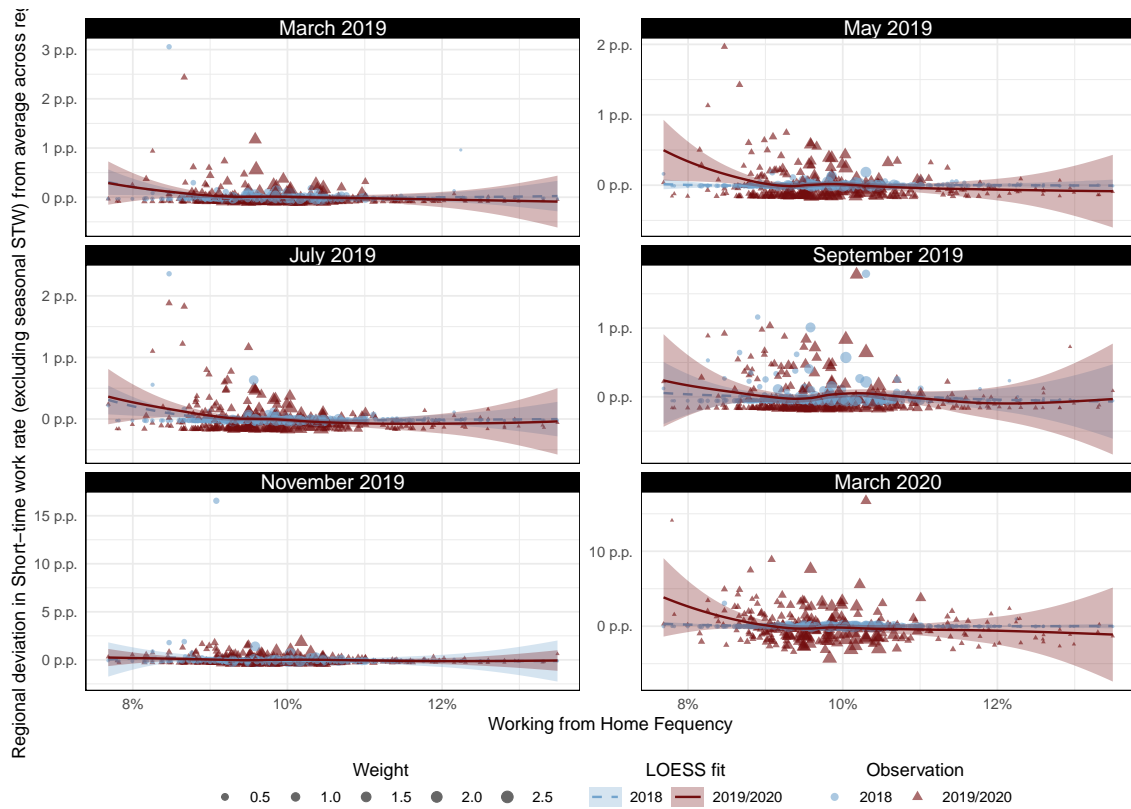 Regional deviation in Short−time work rate (excluding seasonal STW) from average across
March 2019
May 2019
3 p.p.
2 p.p.
1 p.p.
0 p.p.
2 p.p.
1 p.p.
0 p.p.
July 2019
September 2019
2 p.p.
1 p.p.
0 p.p.
1 p.p.
0 p.p.
November 2019
March 2020
15 p.p.
10 p.p.
5 p.p.
0 p.p.
10 p.p.
0 p.p.
8% 10% 12% 8% 10% 12%
Working from Home Fequency
Weight LOESS fit Observation
0.5 1.0 1.5 2.0 2.5 2018 2019/2020 2018 2019/2020